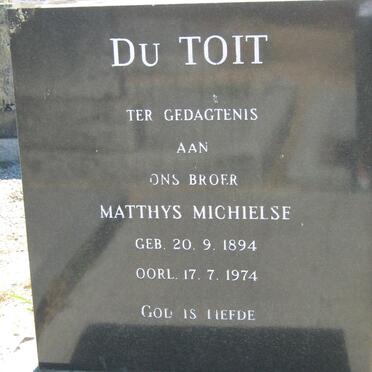 DU TOIT
TER GEDAGTENIS
AAN
ONS BROER
MATTHYS MICHIELSE
GEB. 20. 9. 1894
OORL. 17. 7. 1974
GOD IS LIEFDE